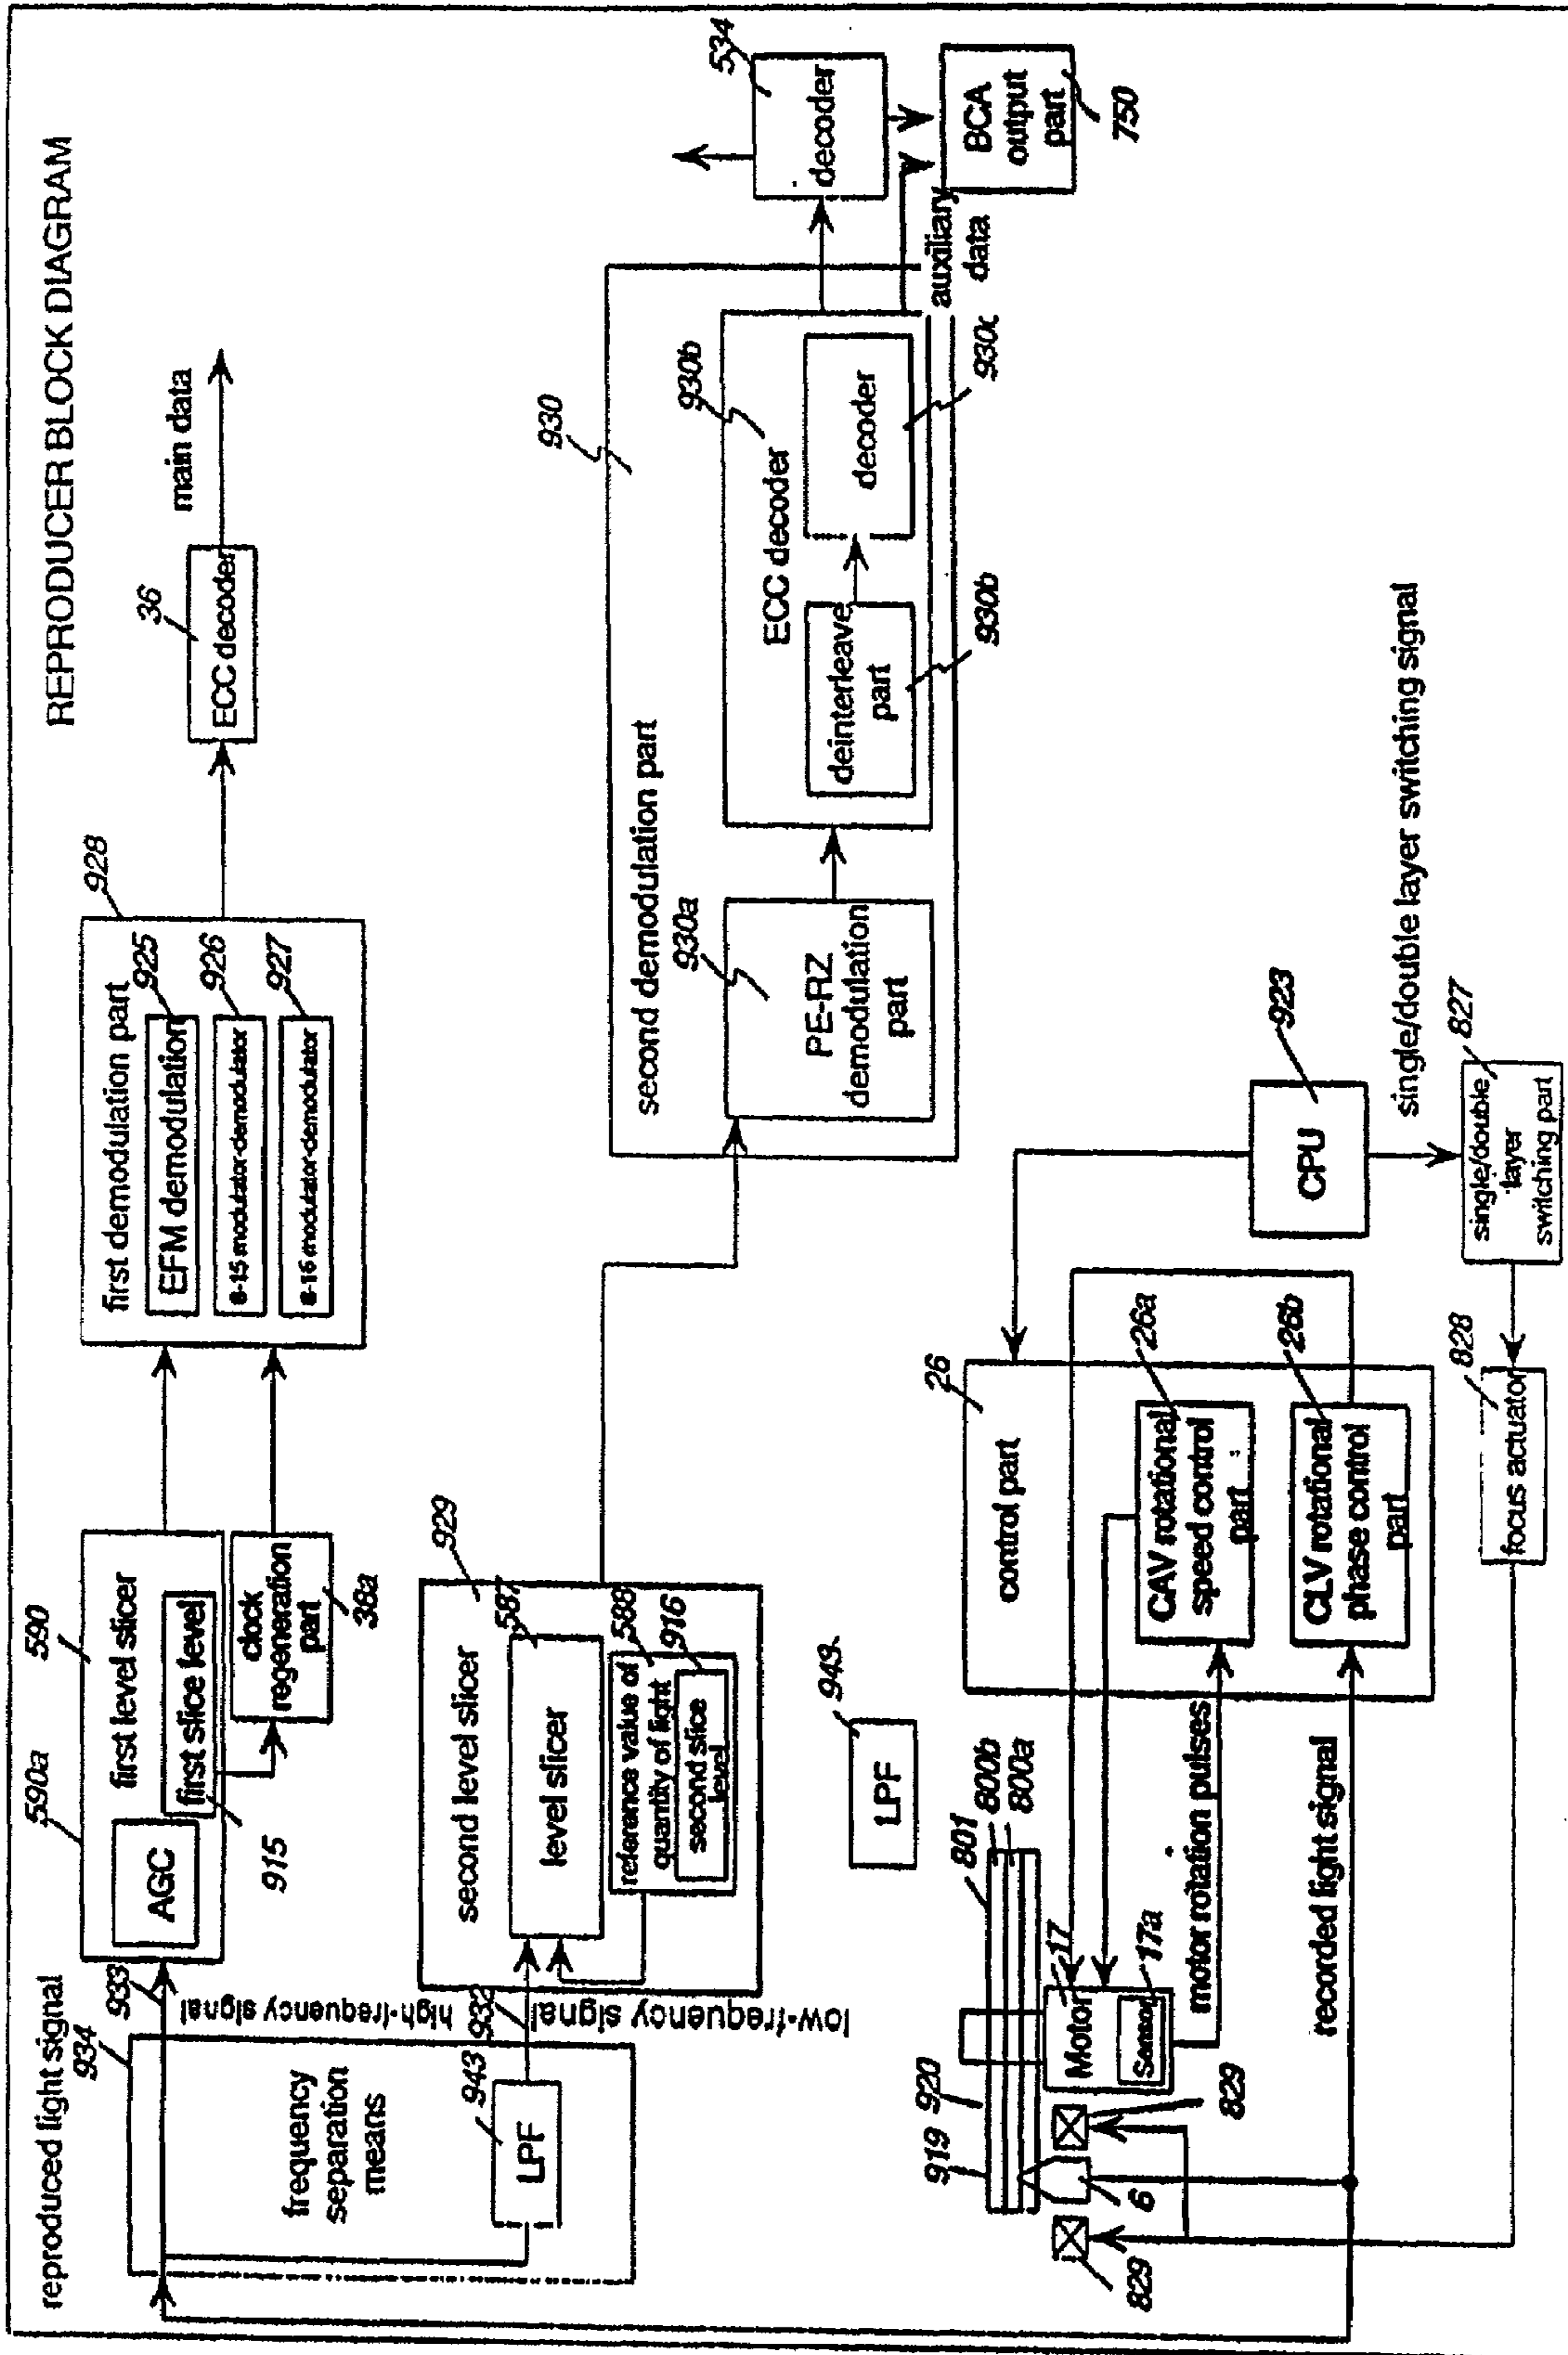 REPRODUCER BLOCK DIAGRAM
reproduced light signal
934
frequency
separation
means
943
LPF
933
high-frequency signal
932
low-frequency signal
590a
590
first level slicer
AGC
first slice level
915
clock
regeneration
part
38a
928
first demodulation part
925
EFM demodulation
926
8-15 modulator-demodulator
927
8-16 modulator-demodulator
36
ECC decoder
main data
929
second level slicer
587
level slicer
588
reference value of
quantity of light
916
second slice
level
930
second demodulation part
930a
PE-RZ
demodulation
part
930b
ECC decoder
deinterleave
part
930b
decoder
930c
534
decoder
auxiliary
data
BCA
output
part
750
943
LPF
919
920
801
800b
800a
17
Motor
17a
Sensor
829
6
829
motor rotation pulses
recorded light signal
26
control part
26a
CAV rotational
speed control
part
26b
CLV rotational
phase control
part
923
CPU
single/double layer switching signal
827
single/double
layer
switching part
828
focus actuator